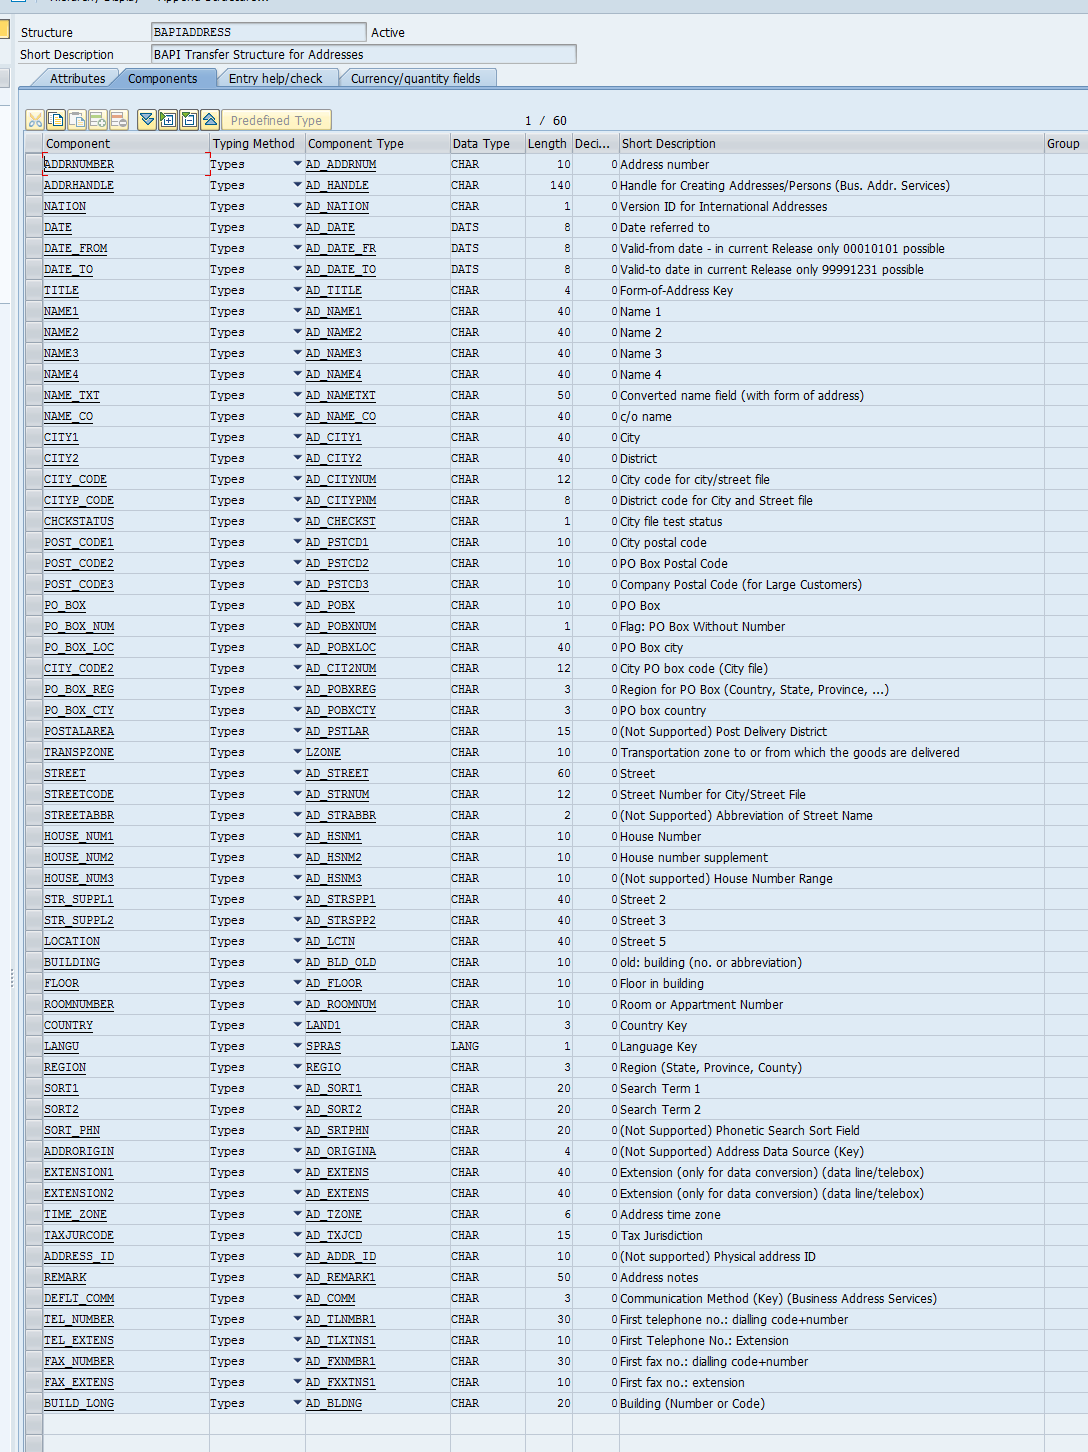 Structure BAPIADDRESS Active
Short Description BAPI Transfer Structure for Addresses
Attributes Components Entry help/check Currency/quantity fields
Predefined Type 1 / 60
Component Typing Method Component Type Data Type Length Deci... Short Description Group
ADDRNUMBER Types AD_ADDRNUM CHAR 10 0 Address number
ADDRHANDLE Types AD_HANDLE CHAR 140 0 Handle for Creating Addresses/Persons (Bus. Addr. Services)
NATION Types AD_NATION CHAR 1 0 Version ID for International Addresses
DATE Types AD_DATE DATS 8 0 Date referred to
DATE_FROM Types AD_DATE_FR DATS 8 0 Valid-from date - in current Release only 00010101 possible
DATE_TO Types AD_DATE_TO DATS 8 0 Valid-to date in current Release only 99991231 possible
TITLE Types AD_TITLE CHAR 4 0 Form-of-Address Key
NAME1 Types AD_NAME1 CHAR 40 0 Name 1
NAME2 Types AD_NAME2 CHAR 40 0 Name 2
NAME3 Types AD_NAME3 CHAR 40 0 Name 3
NAME4 Types AD_NAME4 CHAR 40 0 Name 4
NAME_TXT Types AD_NAMETXT CHAR 50 0 Converted name field (with form of address)
NAME_CO Types AD_NAME_CO CHAR 40 0 c/o name
CITY1 Types AD_CITY1 CHAR 40 0 City
CITY2 Types AD_CITY2 CHAR 40 0 District
CITY_CODE Types AD_CITYNUM CHAR 12 0 City code for city/street file
CITYP_CODE Types AD_CITYPNM CHAR 8 0 District code for City and Street file
CHCKSTATUS Types AD_CHECKST CHAR 1 0 City file test status
POST_CODE1 Types AD_PSTCD1 CHAR 10 0 City postal code
POST_CODE2 Types AD_PSTCD2 CHAR 10 0 PO Box Postal Code
POST_CODE3 Types AD_PSTCD3 CHAR 10 0 Company Postal Code (for Large Customers)
PO_BOX Types AD_POBX CHAR 10 0 PO Box
PO_BOX_NUM Types AD_POBXNUM CHAR 1 0 Flag: PO Box Without Number
PO_BOX_LOC Types AD_POBXLOC CHAR 40 0 PO Box city
CITY_CODE2 Types AD_CIT2NUM CHAR 12 0 City PO box code (City file)
PO_BOX_REG Types AD_POBXREG CHAR 3 0 Region for PO Box (Country, State, Province, ...)
PO_BOX_CTY Types AD_POBXCTY CHAR 3 0 PO box country
POSTALAREA Types AD_PSTLAR CHAR 15 0 (Not Supported) Post Delivery District
TRANSPZONE Types LZONE CHAR 10 0 Transportation zone to or from which the goods are delivered
STREET Types AD_STREET CHAR 60 0 Street
STREETCODE Types AD_STRNUM CHAR 12 0 Street Number for City/Street File
STREETABBR Types AD_STRABBR CHAR 2 0 (Not Supported) Abbreviation of Street Name
HOUSE_NUM1 Types AD_HSNM1 CHAR 10 0 House Number
HOUSE_NUM2 Types AD_HSNM2 CHAR 10 0 House number supplement
HOUSE_NUM3 Types AD_HSNM3 CHAR 10 0 (Not supported) House Number Range
STR_SUPPL1 Types AD_STRSPP1 CHAR 40 0 Street 2
STR_SUPPL2 Types AD_STRSPP2 CHAR 40 0 Street 3
LOCATION Types AD_LCTN CHAR 40 0 Street 5
BUILDING Types AD_BLD_OLD CHAR 10 0 old: building (no. or abbreviation)
FLOOR Types AD_FLOOR CHAR 10 0 Floor in building
ROOMNUMBER Types AD_ROOMNUM CHAR 10 0 Room or Appartment Number
COUNTRY Types LAND1 CHAR 3 0 Country Key
LANGU Types SPRAS LANG 1 0 Language Key
REGION Types REGIO CHAR 3 0 Region (State, Province, County)
SORT1 Types AD_SORT1 CHAR 20 0 Search Term 1
SORT2 Types AD_SORT2 CHAR 20 0 Search Term 2
SORT_PHN Types AD_SRTPHN CHAR 20 0 (Not Supported) Phonetic Search Sort Field
ADDRORIGIN Types AD_ORIGINA CHAR 4 0 (Not Supported) Address Data Source (Key)
EXTENSION1 Types AD_EXTENS CHAR 40 0 Extension (only for data conversion) (data line/telebox)
EXTENSION2 Types AD_EXTENS CHAR 40 0 Extension (only for data conversion) (data line/telebox)
TIME_ZONE Types AD_TZONE CHAR 6 0 Address time zone
TAXJURCODE Types AD_TXJCD CHAR 15 0 Tax Jurisdiction
ADDRESS_ID Types AD_ADDR_ID CHAR 10 0 (Not supported) Physical address ID
REMARK Types AD_REMARK1 CHAR 50 0 Address notes
DEFLT_COMM Types AD_COMM CHAR 3 0 Communication Method (Key) (Business Address Services)
TEL_NUMBER Types AD_TLNMBR1 CHAR 30 0 First telephone no.: dialling code+number
TEL_EXTENS Types AD_TLXTNS1 CHAR 10 0 First Telephone No.: Extension
FAX_NUMBER Types AD_FXNMBR1 CHAR 30 0 First fax no.: dialling code+number
FAX_EXTENS Types AD_FXXTNS1 CHAR 10 0 First fax no.: extension
BUILD_LONG Types AD_BLDNG CHAR 20 0 Building (Number or Code)